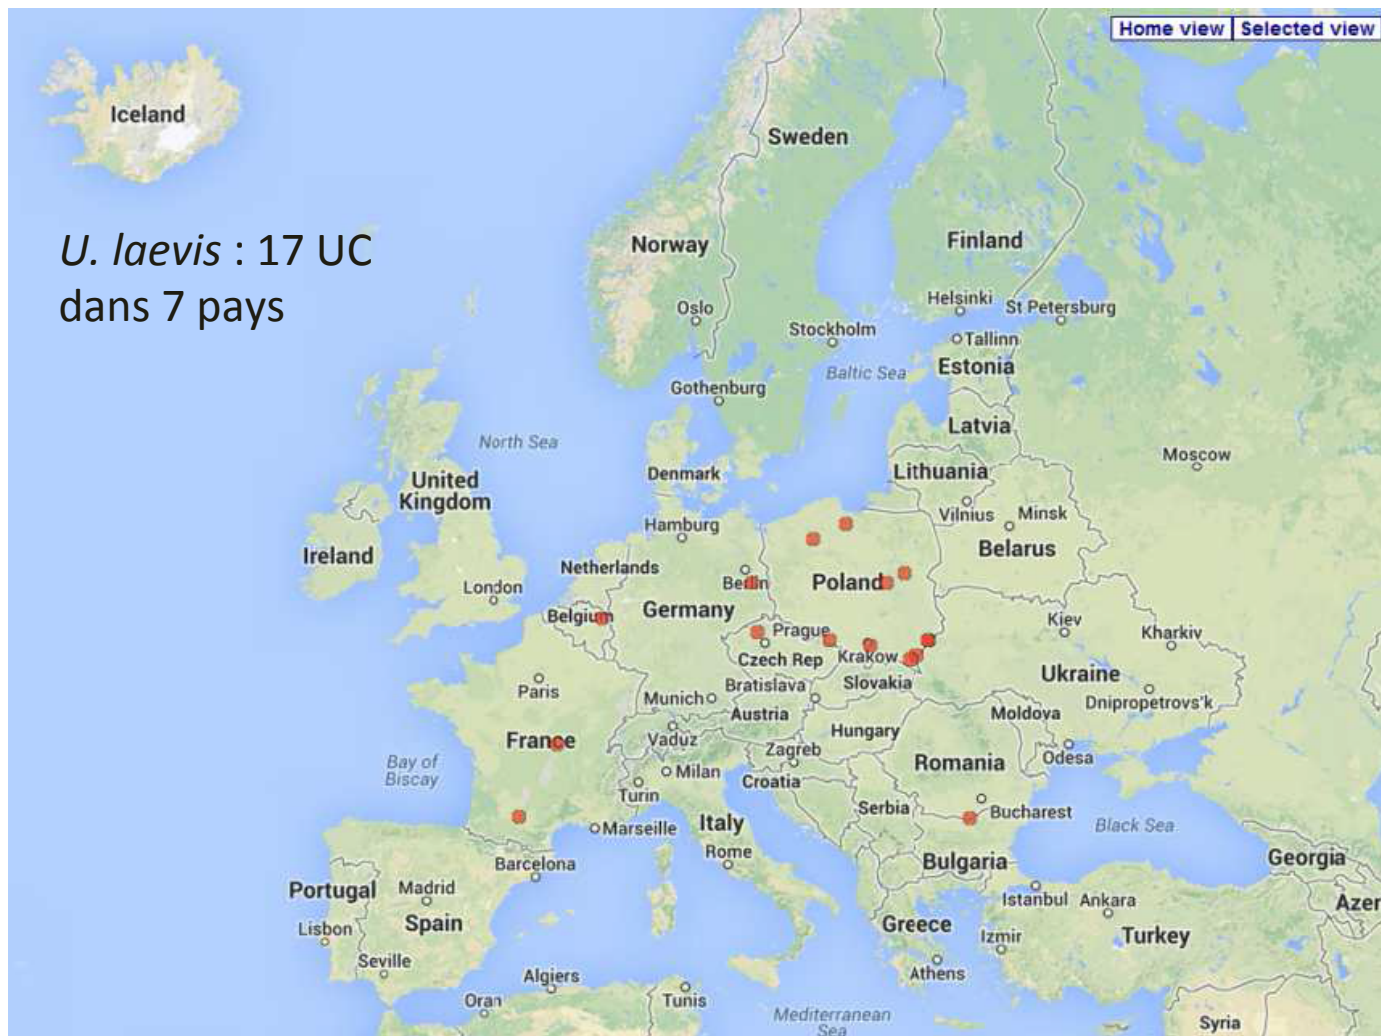 Home view Selected view
Iceland
Sweden
U. laevis : 17 UC
dans 7 pays
Norway
Finland
Helsinki
St Petersburg
Oslo
Stockholm
Tallinn
Baltic Sea
Estonia
Gothenburg
Latvia
North Sea
Moscow
Denmark
Lithuania
United
Kingdom
Vilnius
Minsk
Hamburg
Belarus
Ireland
Netherlands
Berlin
Poland
London
Germany
Belgium
Kiev
Kharkiv
Prague
Czech Rep
Krakow
Ukraine
Slovakia
Paris
Munich
Bratislava
Dnipropetrovs'k
Austria
Moldova
Hungary
France
Vaduz
Zagreb
Odesa
Bay of
Biscay
Milan
Romania
Croatia
Turin
Serbia
Bucharest
Marseille
Italy
Black Sea
Rome
Barcelona
Bulgaria
Georgia
Portugal
Madrid
Istanbul
Ankara
Azer
Spain
Lisbon
Greece
Izmir
Turkey
Seville
Athens
Algiers
Oran
Tunis
Mediterranean
Sea
Syria